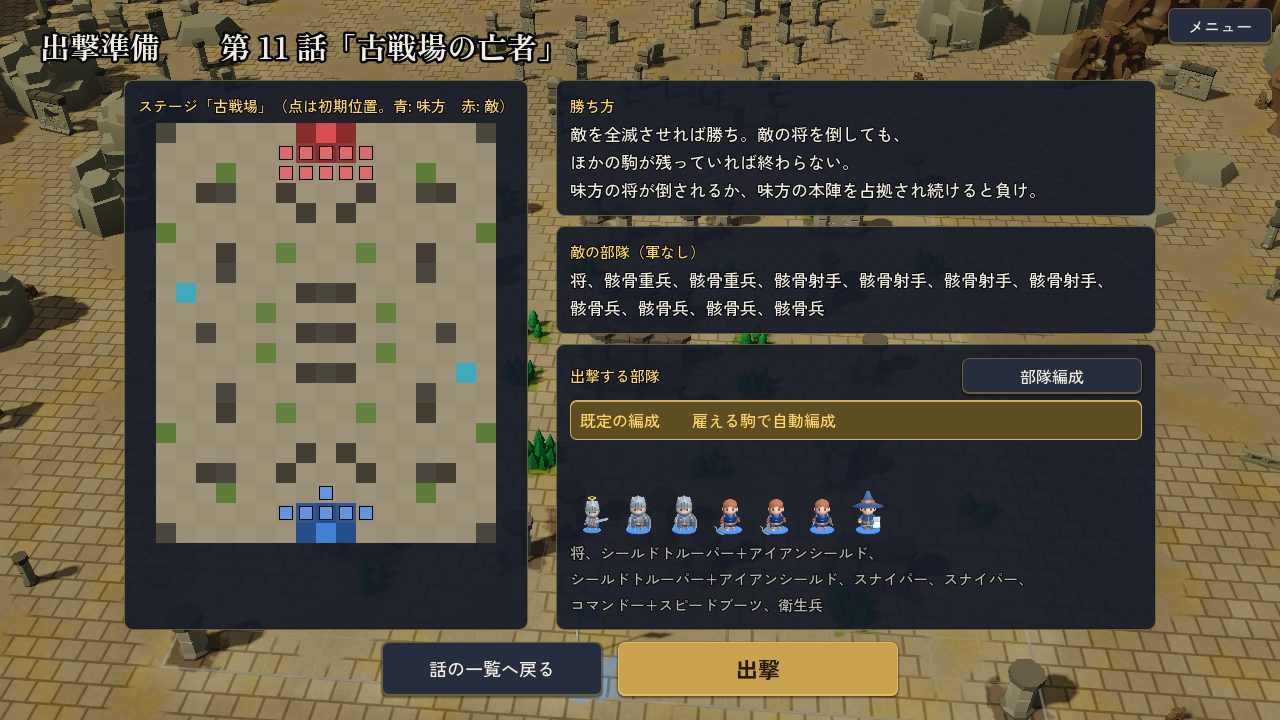 出撃準備　　第 11 話「古戦場の亡者」
メニュー
ステージ「古戦場」（点は初期位置。青: 味方　赤: 敵）
勝ち方
敵を全滅させれば勝ち。敵の将を倒しても、
ほかの駒が残っていれば終わらない。
味方の将が倒されるか、味方の本陣を占拠され続けると負け。
敵の部隊（軍なし）
将、骸骨重兵、骸骨重兵、骸骨射手、骸骨射手、骸骨射手、骸骨射手、
骸骨兵、骸骨兵、骸骨兵、骸骨兵
出撃する部隊
部隊編成
既定の編成　　雇える駒で自動編成
将、シールドトルーパー＋アイアンシールド、
シールドトルーパー＋アイアンシールド、スナイパー、スナイパー、
コマンドー＋スピードブーツ、衛生兵
話の一覧へ戻る
出撃